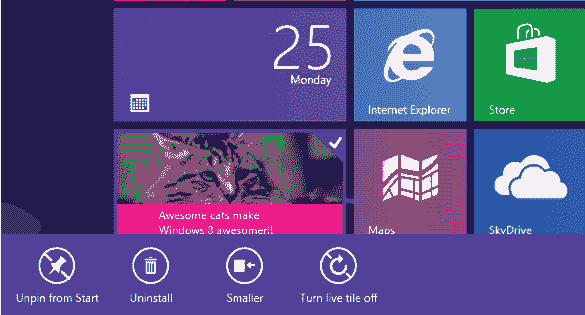 25
Monday
Internet Explorer
Store
Awesome cats make
Windows 8 awesomer!!
Maps
SkyDrive
Unpin from Start
Uninstall
Smaller
Turn live tile off